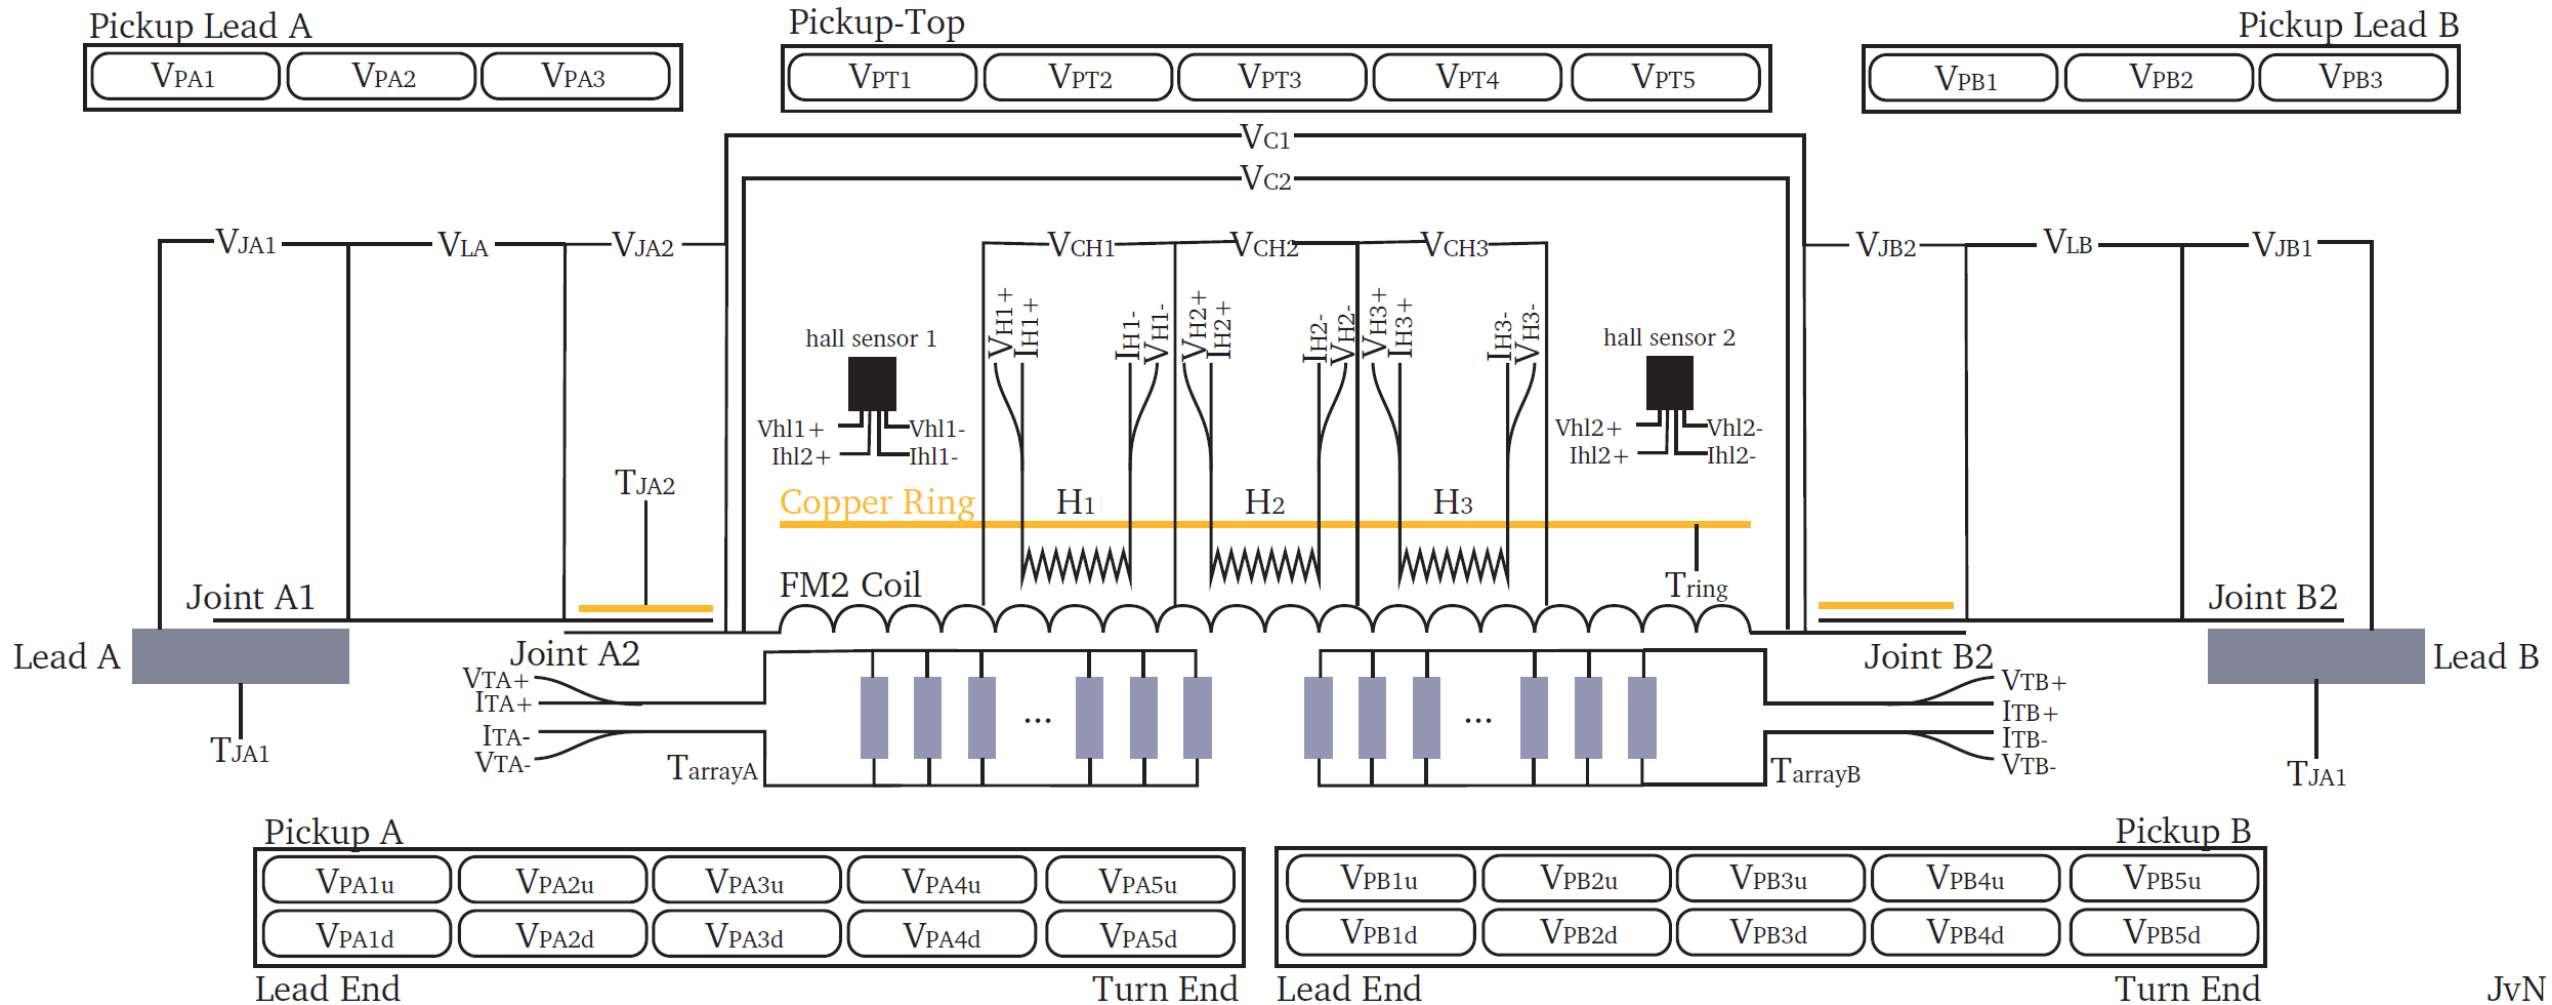 Pickup Lead A
Pickup-Top
Pickup Lead B
VPA1 VPA2 VPA3
VPT1 VPT2 VPT3 VPT4 VPT5
VPB1 VPB2 VPB3
VC1
VC2
VJA1 VLA VJA2
VCH1 VCH2 VCH3
VJB2 VLB VJB1
VH1+ IH1+ IH1- VH1- VH2+ IH2+ IH2- VH2- VH3+ IH3+ IH3- VH3-
hall sensor 1
hall sensor 2
Vhl1+ Vhl1-
Ihl2+ Ihl1-
Vhl2+ Vhl2-
Ihl2+ Ihl2-
TJA2
Copper Ring
H1 H2 H3
FM2 Coil
Tring
Joint A1
Joint B2
Lead A
Joint A2
Joint B2
Lead B
VTA+
ITA+
ITA-
VTA-
VTB+
ITB+
ITB-
VTB-
TJA1
TarrayA
...
...
TarrayB
TJA1
Pickup A
Pickup B
VPA1u VPA2u VPA3u VPA4u VPA5u
VPA1d VPA2d VPA3d VPA4d VPA5d
VPB1u VPB2u VPB3u VPB4u VPB5u
VPB1d VPB2d VPB3d VPB4d VPB5d
Lead End
Turn End
Lead End
Turn End
JvN